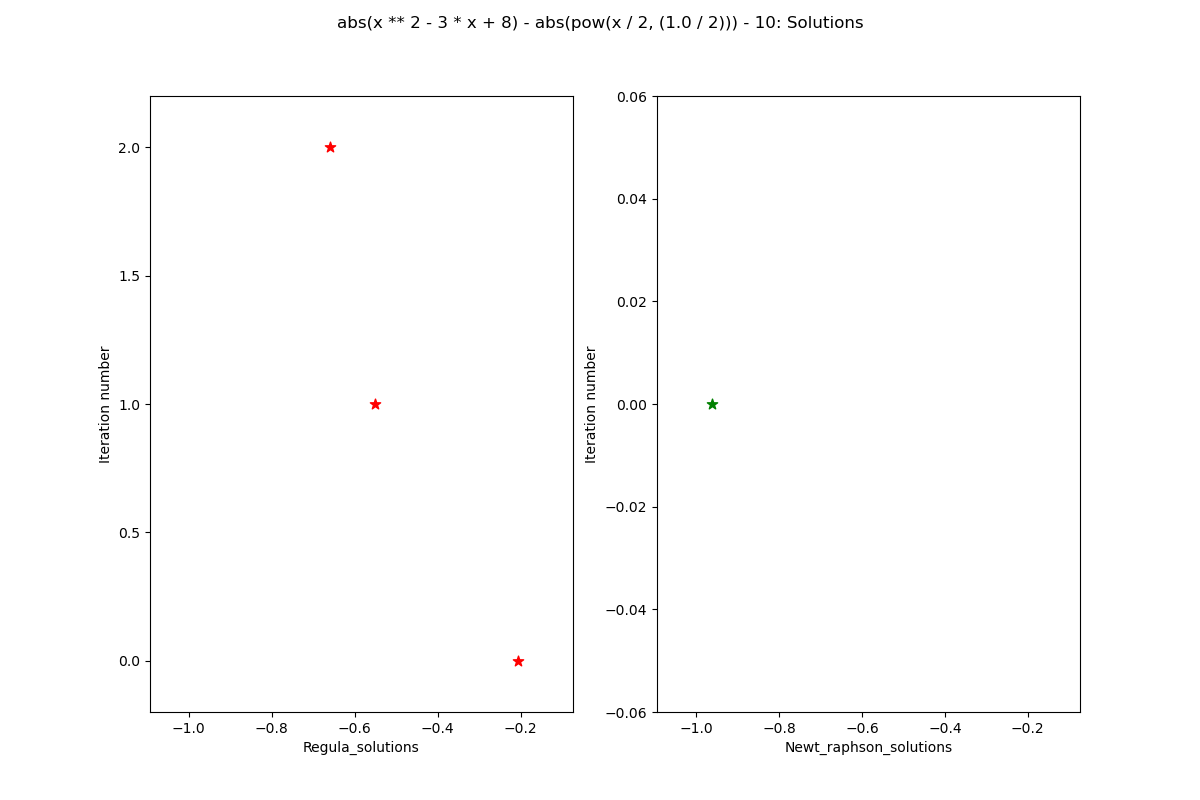 abs(x ** 2 - 3 * x + 8) - abs(pow(x / 2, (1.0 / 2))) - 10: Solutions
2.0
1.5
1.0
0.5
0.0
Iteration number
−1.0 −0.8 −0.6 −0.4 −0.2
Regula_solutions
0.06
0.04
0.02
0.00
−0.02
−0.04
−0.06
Iteration number
−1.0 −0.8 −0.6 −0.4 −0.2
Newt_raphson_solutions